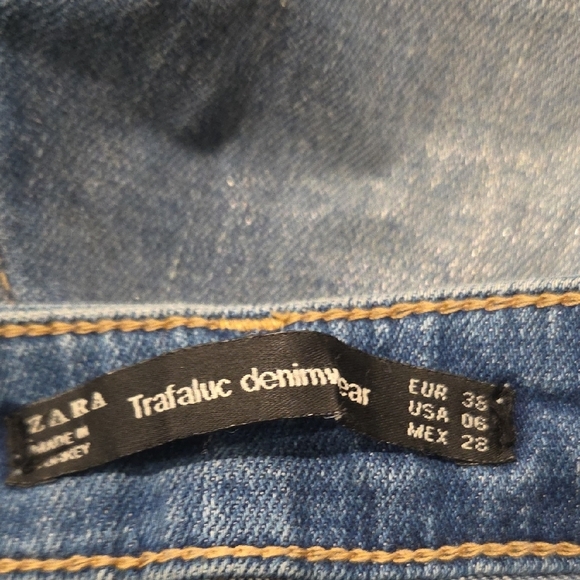 ZARA
MADE IN
TURKEY
Trafaluc denimwear
EUR 38
USA 06
MEX 28